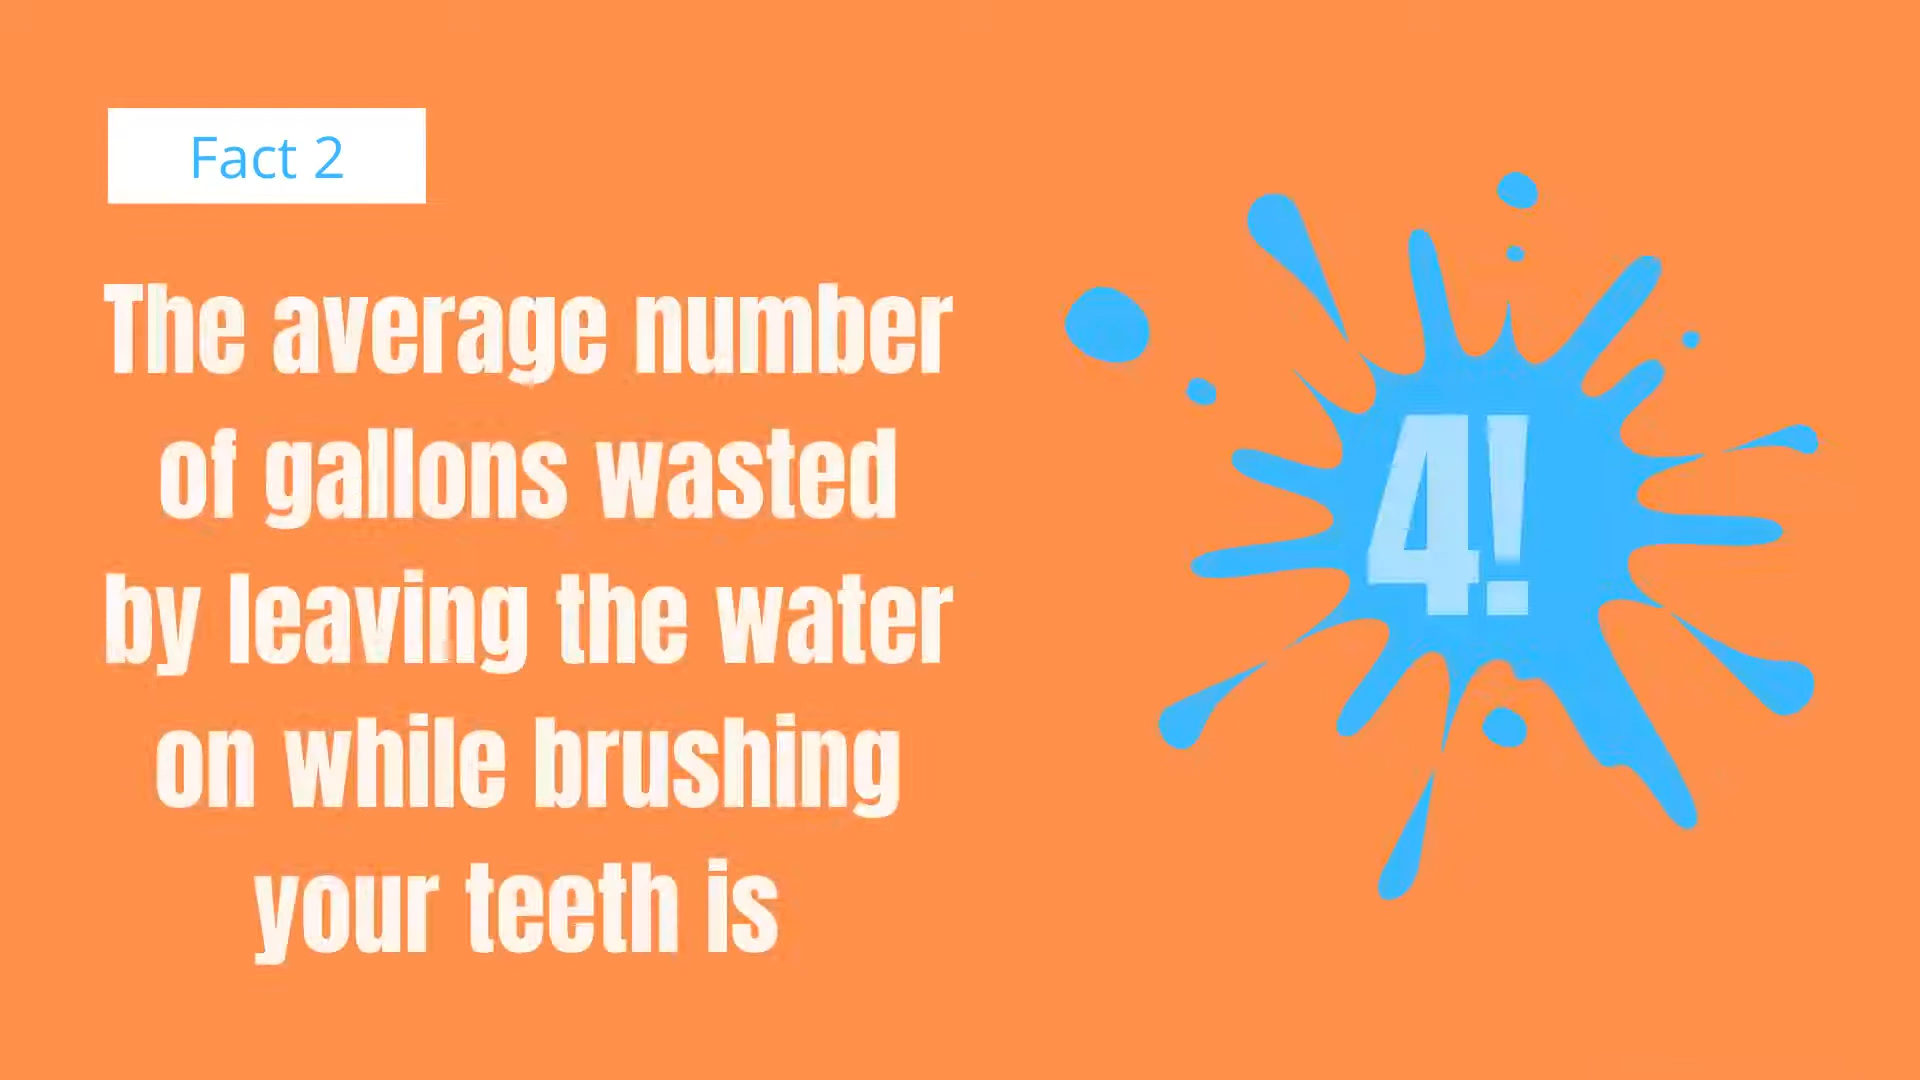 Fact 2
The average number
of gallons wasted
by leaving the water
on while brushing
your teeth is
4!